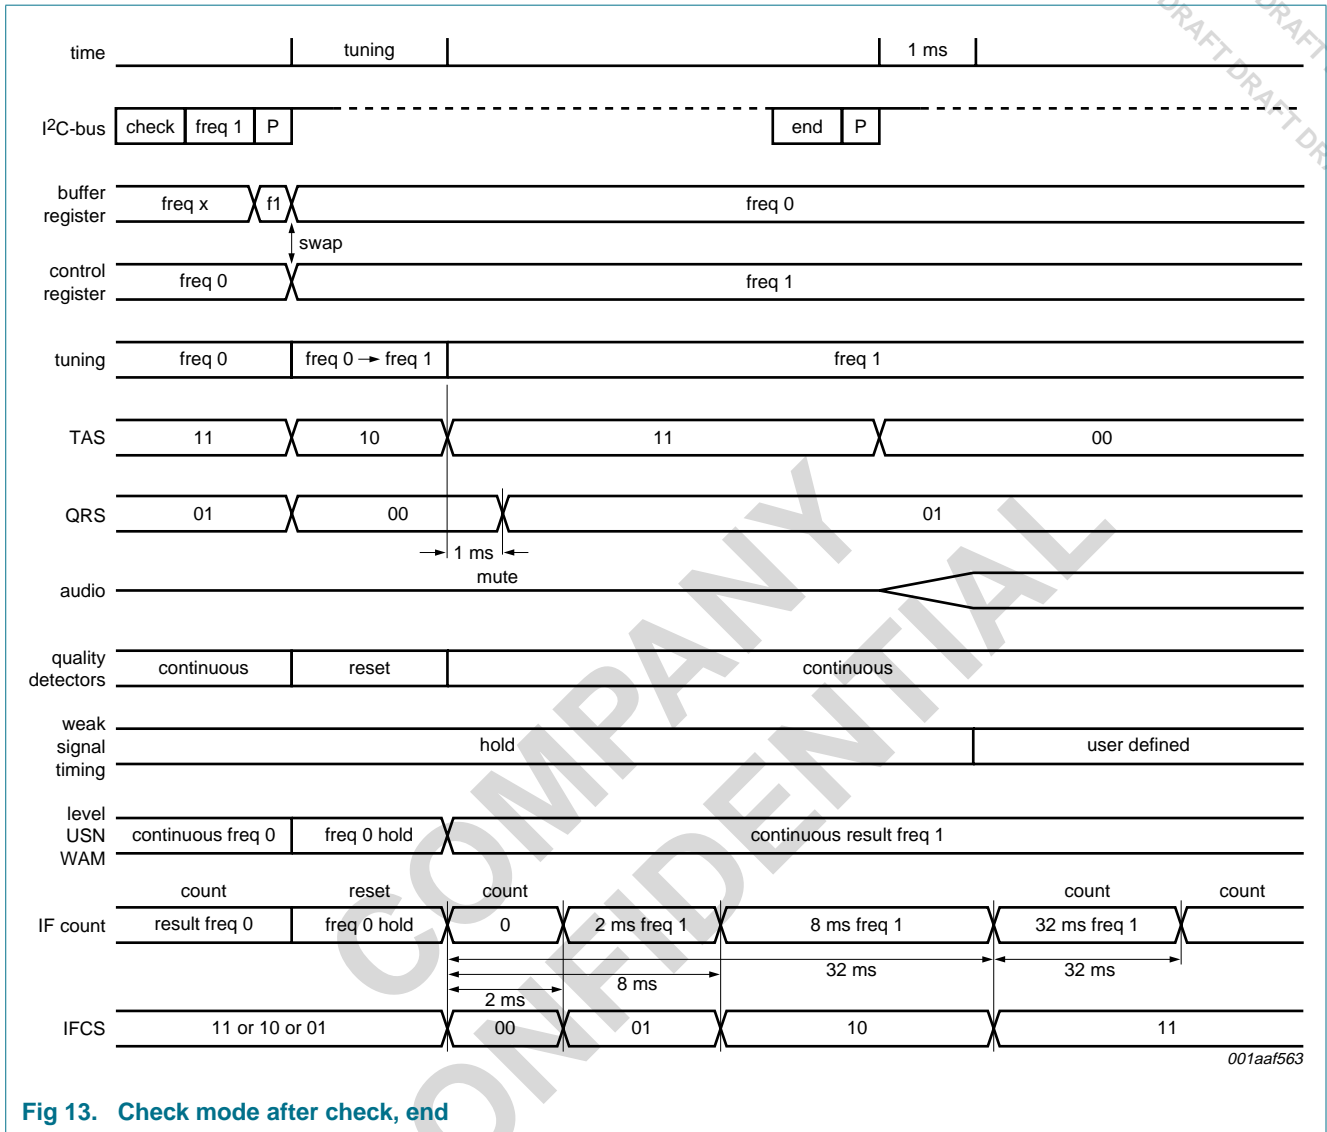 time tuning 1 ms
I2C-bus check freq 1 P end P
buffer register freq x f1 freq 0
swap
control register freq 0 freq 1
tuning freq 0 → freq 0 → freq 1 freq 1
TAS 11 10 11 00
QRS 01 00 01
1 ms
audio mute
quality detectors continuous reset continuous
weak signal timing hold user defined
level USN WAM continuous freq 0 freq 0 hold continuous result freq 1
count reset count count count
IF count result freq 0 freq 0 hold 0 2 ms freq 1 8 ms freq 1 32 ms freq 1
32 ms 32 ms
8 ms
2 ms
IFCS 11 or 10 or 01 00 01 10 11
001aaf563
Fig 13. Check mode after check, end
COMPANY
CONFIDENTIAL
DRAFT DRAFT DRAFT
DRAFT